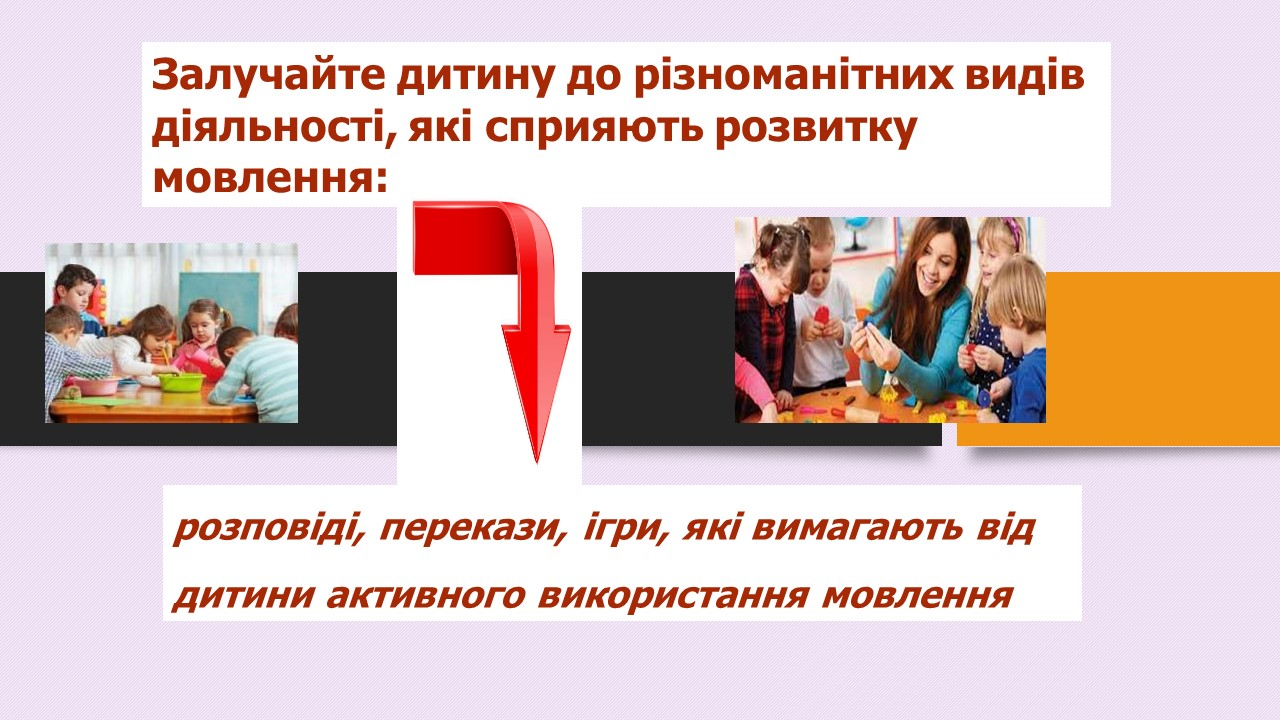 Залучайте дитину до різноманітних видів
діяльності, які сприяють розвитку
мовлення:
розповіді, перекази, ігри, які вимагають від
дитини активного використання мовлення